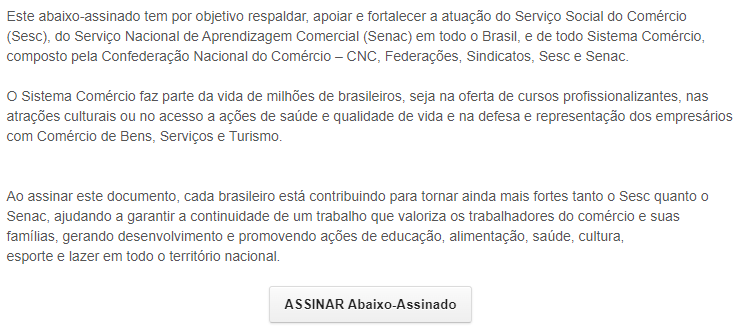 Este abaixo-assinado tem por objetivo respaldar, apoiar e fortalecer a atuação do Serviço Social do Comércio
(Sesc), do Serviço Nacional de Aprendizagem Comercial (Senac) em todo o Brasil, e de todo Sistema Comércio,
composto pela Confederação Nacional do Comércio – CNC, Federações, Sindicatos, Sesc e Senac.
O Sistema Comércio faz parte da vida de milhões de brasileiros, seja na oferta de cursos profissionalizantes, nas
atrações culturais ou no acesso a ações de saúde e qualidade de vida e na defesa e representação dos empresários
com Comércio de Bens, Serviços e Turismo.
Ao assinar este documento, cada brasileiro está contribuindo para tornar ainda mais fortes tanto o Sesc quanto o
Senac, ajudando a garantir a continuidade de um trabalho que valoriza os trabalhadores do comércio e suas
famílias, gerando desenvolvimento e promovendo ações de educação, alimentação, saúde, cultura,
esporte e lazer em todo o território nacional.
ASSINAR Abaixo-Assinado